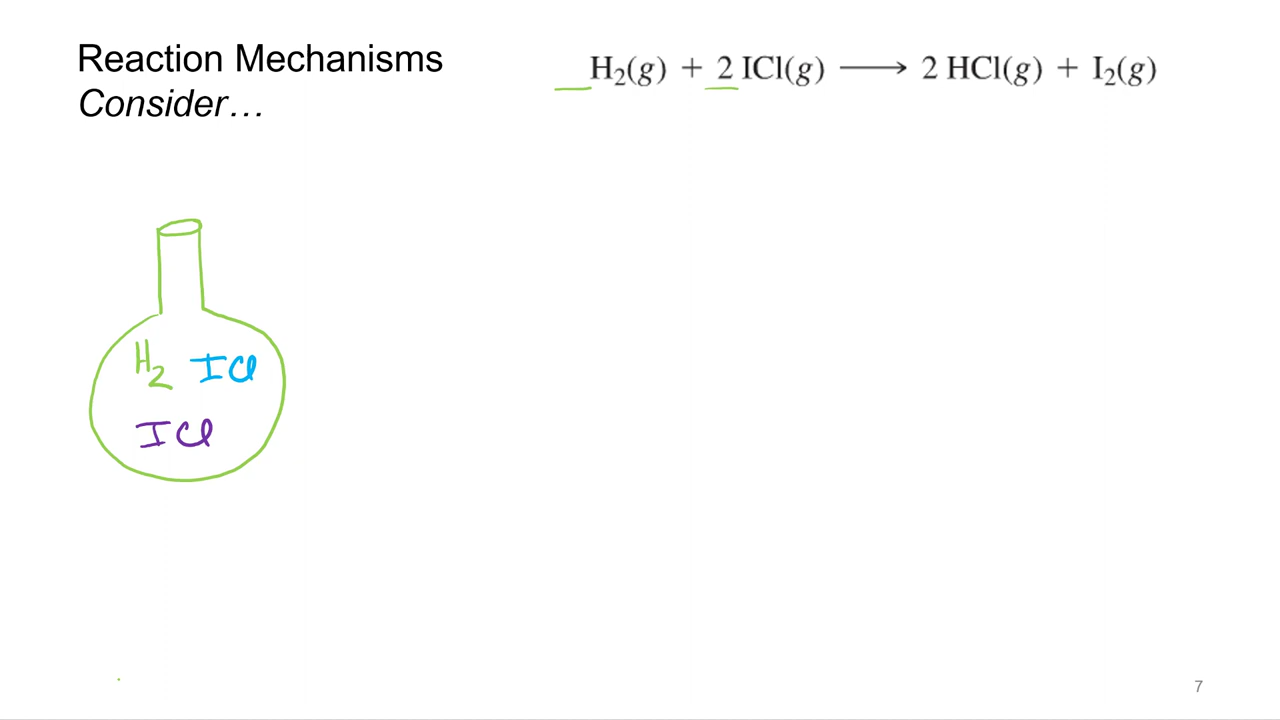 Reaction Mechanisms
Consider…
H₂(g) + 2 ICl(g) ⟶ 2 HCl(g) + I₂(g)
H₂ ICl
ICl
7